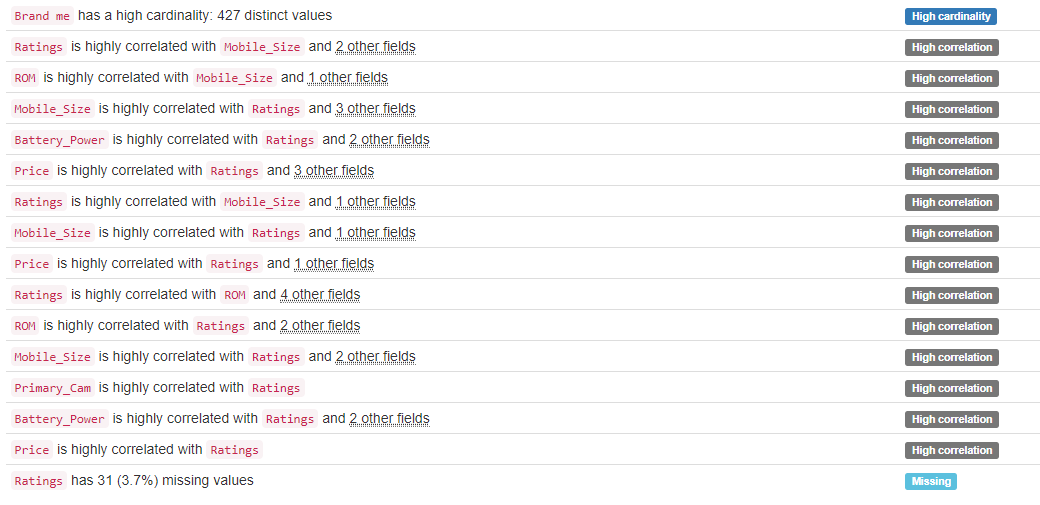 Brand me has a high cardinality: 427 distinct values High cardinality
Ratings is highly correlated with Mobile_Size and 2 other fields High correlation
ROM is highly correlated with Mobile_Size and 1 other fields High correlation
Mobile_Size is highly correlated with Ratings and 3 other fields High correlation
Battery_Power is highly correlated with Ratings and 2 other fields High correlation
Price is highly correlated with Ratings and 3 other fields High correlation
Ratings is highly correlated with Mobile_Size and 1 other fields High correlation
Mobile_Size is highly correlated with Ratings and 1 other fields High correlation
Price is highly correlated with Ratings and 1 other fields High correlation
Ratings is highly correlated with ROM and 4 other fields High correlation
ROM is highly correlated with Ratings and 2 other fields High correlation
Mobile_Size is highly correlated with Ratings and 2 other fields High correlation
Primary_Cam is highly correlated with Ratings High correlation
Battery_Power is highly correlated with Ratings and 2 other fields High correlation
Price is highly correlated with Ratings High correlation
Ratings has 31 (3.7%) missing values Missing